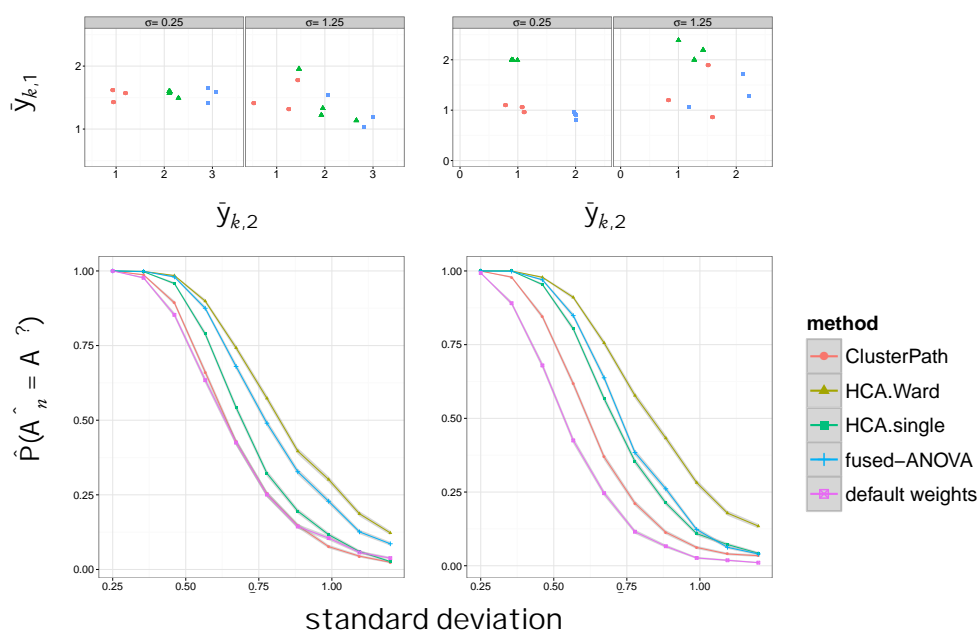 σ= 0.25
σ= 1.25
σ= 0.25
σ= 1.25
ȳk,1
2
1
2
1
0
1 2 3
1 2 3
0 1 2
0 1 2
ȳk,2
ȳk,2
P̂(Â n = A ?)
1.00
0.75
0.50
0.25
0.00
1.00
0.75
0.50
0.25
0.00
0.25 0.50 0.75 1.00
0.25 0.50 0.75 1.00
standard deviation
method
ClusterPath
HCA.Ward
HCA.single
fused−ANOVA
default weights